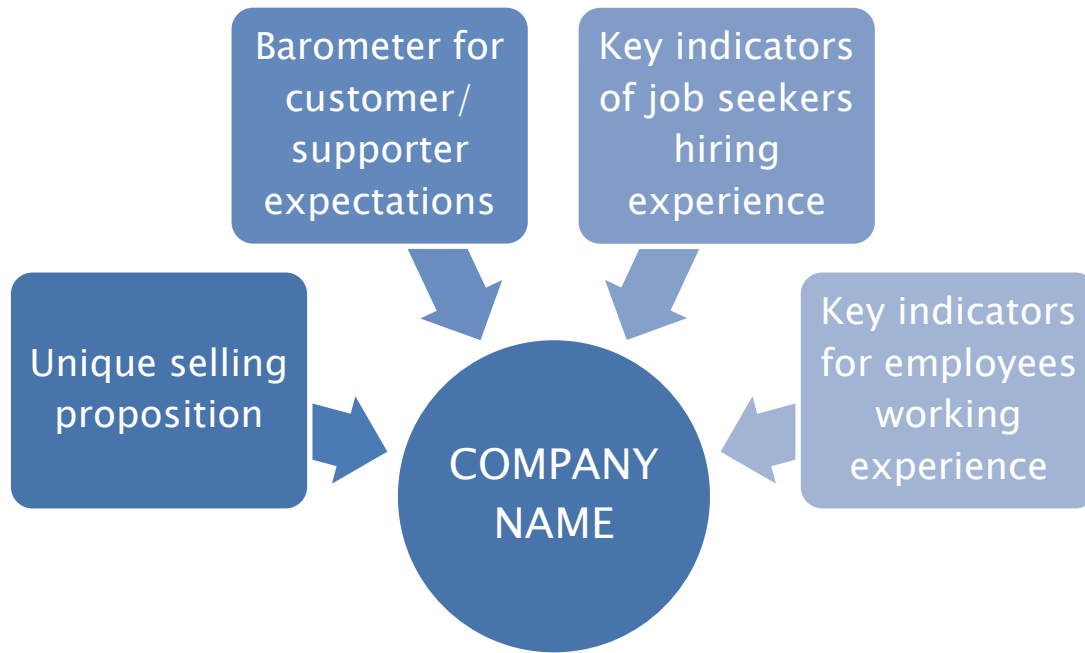 Barometer for
customer/
supporter
expectations
Key indicators
of job seekers
hiring
experience
Unique selling
proposition
Key indicators
for employees
working
experience
COMPANY
NAME